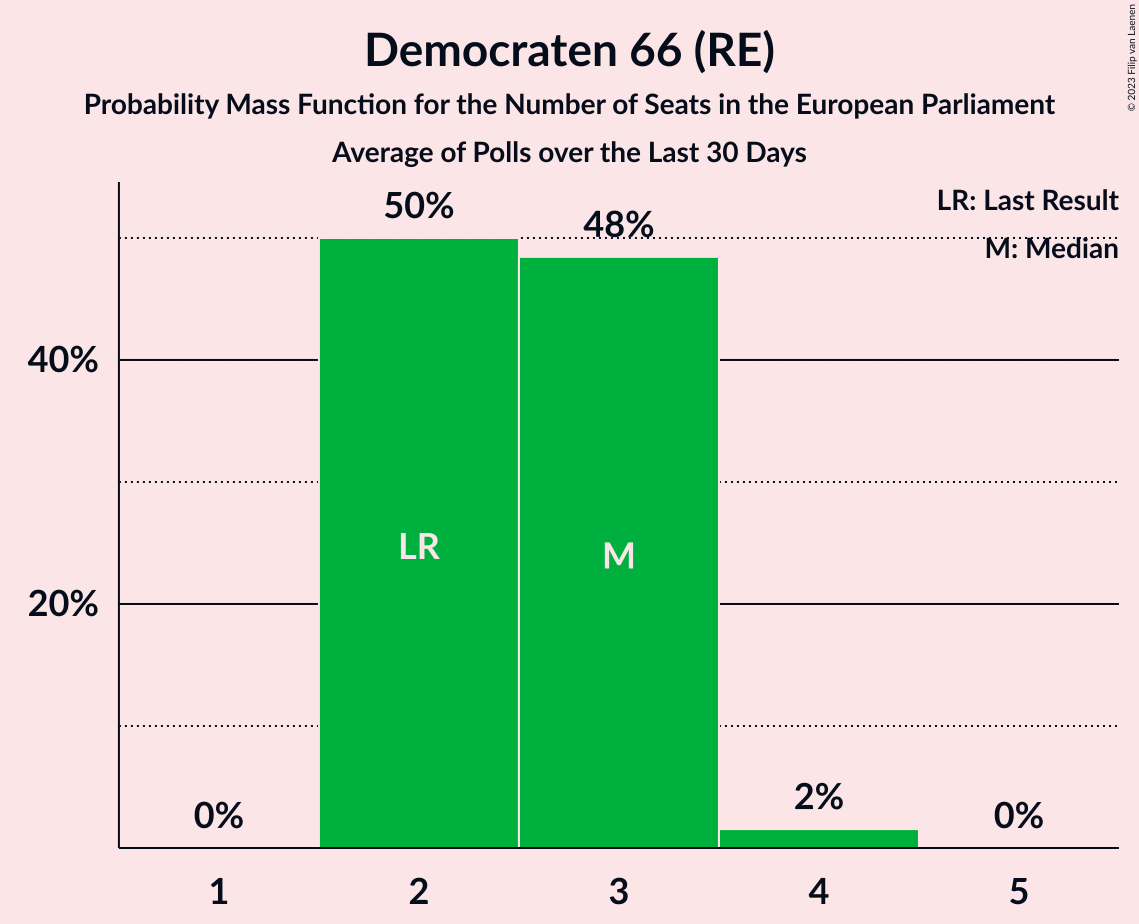 Democraten 66 (RE)
Probability Mass Function for the Number of Seats in the European Parliament
Average of Polls over the Last 30 Days
© 2023 Filip van Laenen
LR: Last Result
M: Median
50%
48%
40%
20%
LR
M
0%
2%
0%
1 2 3 4 5